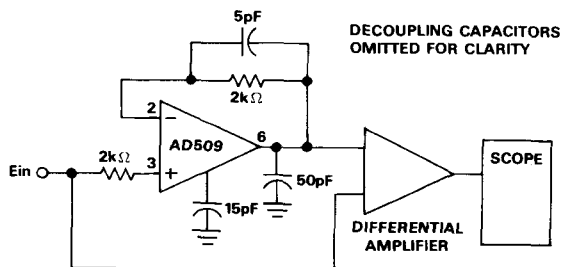 5pF
DECOUPLING CAPACITORS
OMITTED FOR CLARITY
2kΩ
2
−
AD509
6
Ein
2kΩ
3
+
SCOPE
15pF
50pF
DIFFERENTIAL
AMPLIFIER